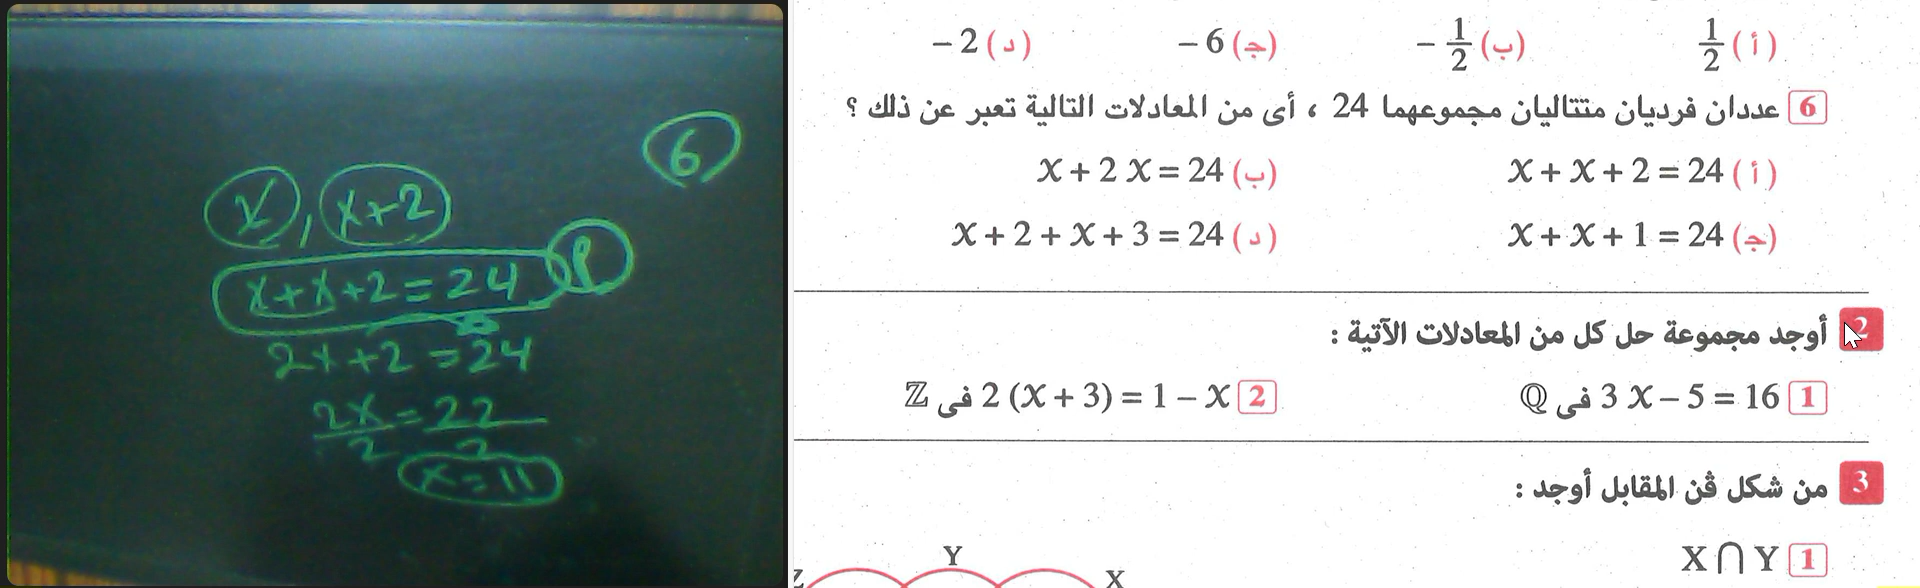 6
x , x+2
x+x+2=24 أ
2x+2=24
2x/2=22/2
x=11
(أ) 1/2 (ب) − 1/2 (جـ) − 6 (د) − 2
6 عددان فرديان متتاليان مجموعهما 24 ، أى من المعادلات التالية تعبر عن ذلك ؟
(أ) X + X + 2 = 24 (ب) X + 2 X = 24
(جـ) X + X + 1 = 24 (د) X + 2 + X + 3 = 24
2 أوجد مجموعة حل كل من المعادلات الآتية :
1 3 X – 5 = 16 فى ℚ 2 2 (X + 3) = 1 – X فى ℤ
3 من شكل ڤن المقابل أوجد :
1 X ∩ Y
Z Y X